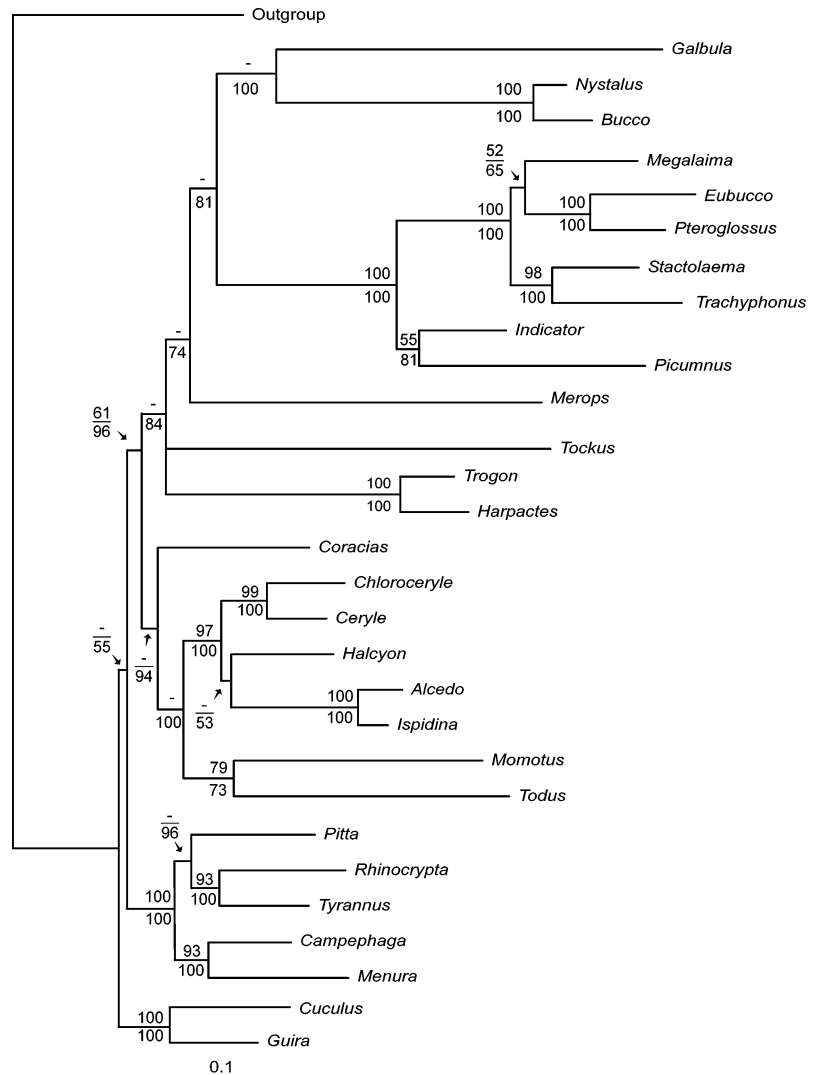 Outgroup
Galbula
-
100
Nystalus
100
100
Bucco
52
65
Megalaima
Eubucco
100
100
Pteroglossus
100
100
Stactolaema
98
100
Trachyphonus
-
81
100
100
Indicator
55
81
Picumnus
-
74
Merops
61
96
-
84
Tockus
Trogon
100
100
Harpactes
Coracias
Chloroceryle
99
100
Ceryle
97
100
Halcyon
-
55
-
94
-
100
-
53
Alcedo
100
100
Ispidina
Momotus
79
73
Todus
-
96
Pitta
Rhinocrypta
93
100
Tyrannus
100
100
Campephaga
93
100
Menura
Cuculus
100
100
Guira
0.1